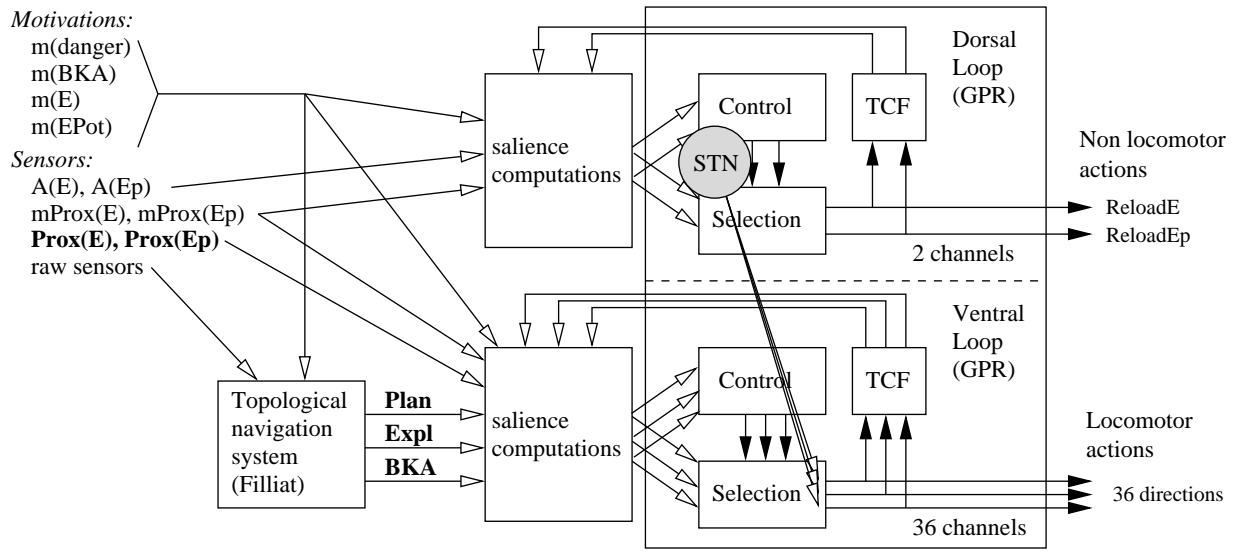 Motivations:
m(danger)
m(BKA)
m(E)
m(EPot)
Sensors:
A(E), A(Ep)
mProx(E), mProx(Ep)
Prox(E), Prox(Ep)
raw sensors
Topological
navigation
system
(Filliat)
Plan
Expl
BKA
salience
computations
Control
STN
Selection
TCF
Dorsal
Loop
(GPR)
2 channels
Non locomotor
actions
ReloadE
ReloadEp
salience
computations
Control
Selection
TCF
Ventral
Loop
(GPR)
36 channels
Locomotor
actions
36 directions